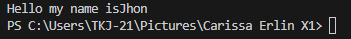 Hello my name isJhon
PS C:\Users\TKJ-21\Pictures\Carissa Erlin X1>